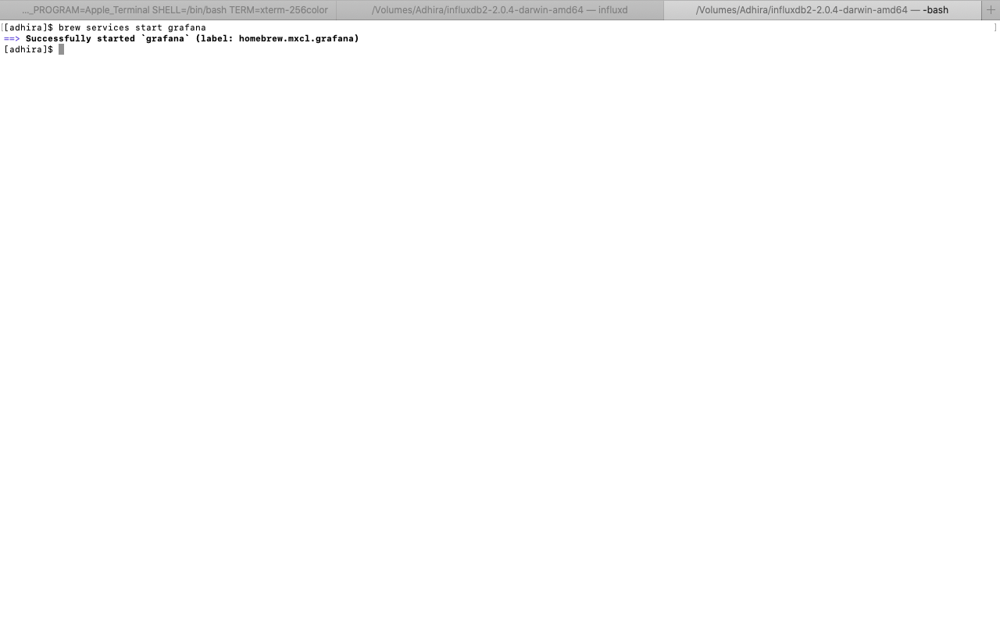 ..._PROGRAM=Apple_Terminal SHELL=/bin/bash TERM=xterm-256color
/Volumes/Adhira/influxdb2-2.0.4-darwin-amd64 — influxd
/Volumes/Adhira/influxdb2-2.0.4-darwin-amd64 — -bash
+
[[adhira]$ brew services start grafana ]
==> Successfully started `grafana` (label: homebrew.mxcl.grafana)
[adhira]$